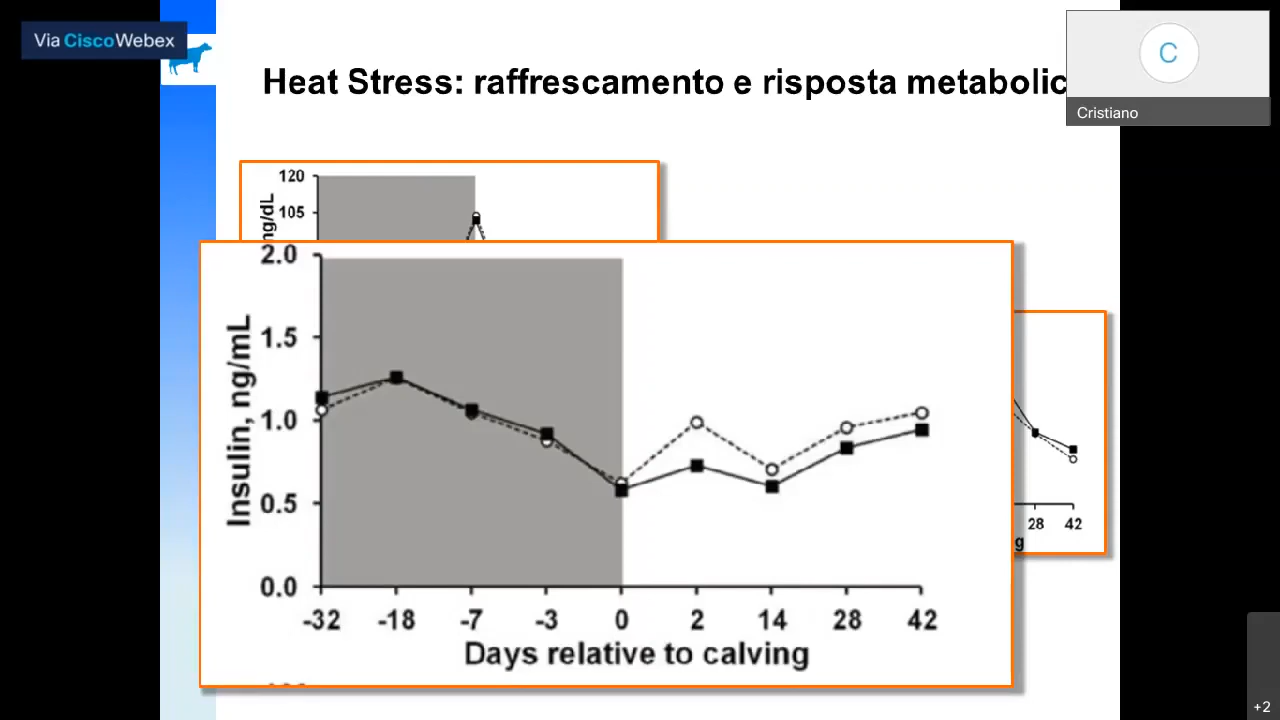 Via Cisco Webex
Heat Stress: raffrescamento e risposta metabolic
C
Cristiano
120
105
ng/dL
2.0
1.5
1.0
0.5
0.0
Insulin, ng/mL
-32 -18 -7 -3 0 2 14 28 42
Days relative to calving
28 42
g
+2